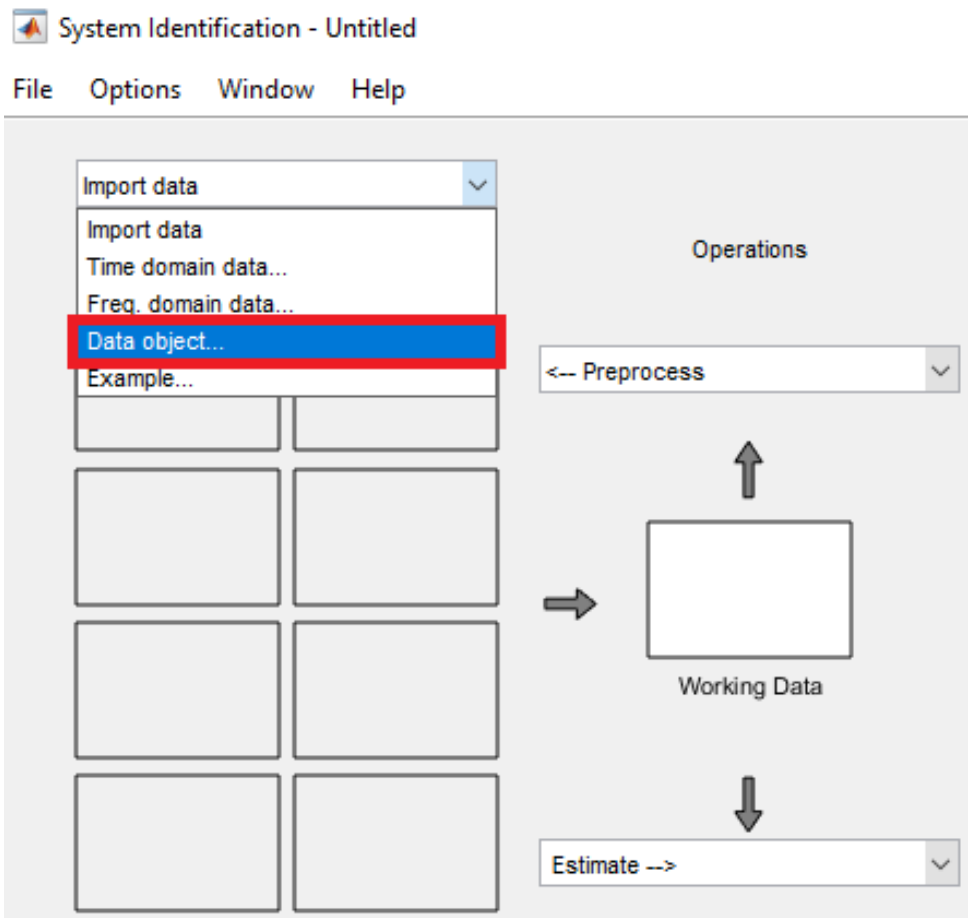 System Identification - Untitled
File Options Window Help
Import data
Import data
Time domain data...
Freq. domain data...
Data object...
Example...
Operations
<-- Preprocess
Working Data
Estimate -->